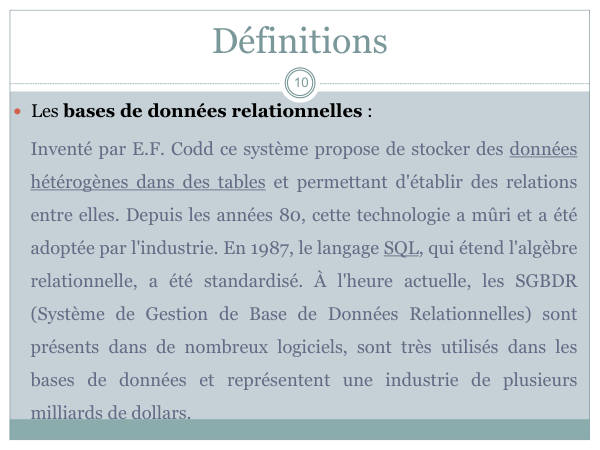 Définitions
10
• Les bases de données relationnelles :
Inventé par E.F. Codd ce système propose de stocker des données
hétérogènes dans des tables et permettant d'établir des relations
entre elles. Depuis les années 80, cette technologie a mûri et a été
adoptée par l'industrie. En 1987, le langage SQL, qui étend l'algèbre
relationnelle, a été standardisé. À l'heure actuelle, les SGBDR
(Système de Gestion de Base de Données Relationnelles) sont
présents dans de nombreux logiciels, sont très utilisés dans les
bases de données et représentent une industrie de plusieurs
milliards de dollars.